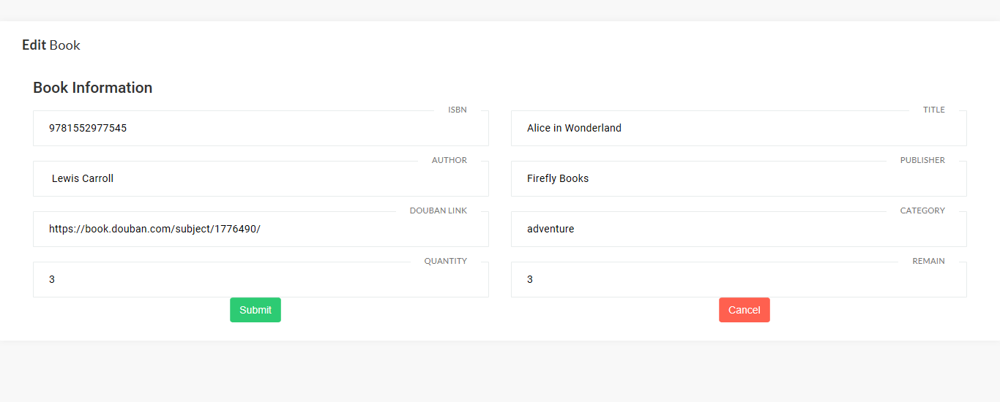 Edit Book
Book Information
ISBN
9781552977545
TITLE
Alice in Wonderland
AUTHOR
Lewis Carroll
PUBLISHER
Firefly Books
DOUBAN LINK
https://book.douban.com/subject/1776490/
CATEGORY
adventure
QUANTITY
3
REMAIN
3
Submit
Cancel